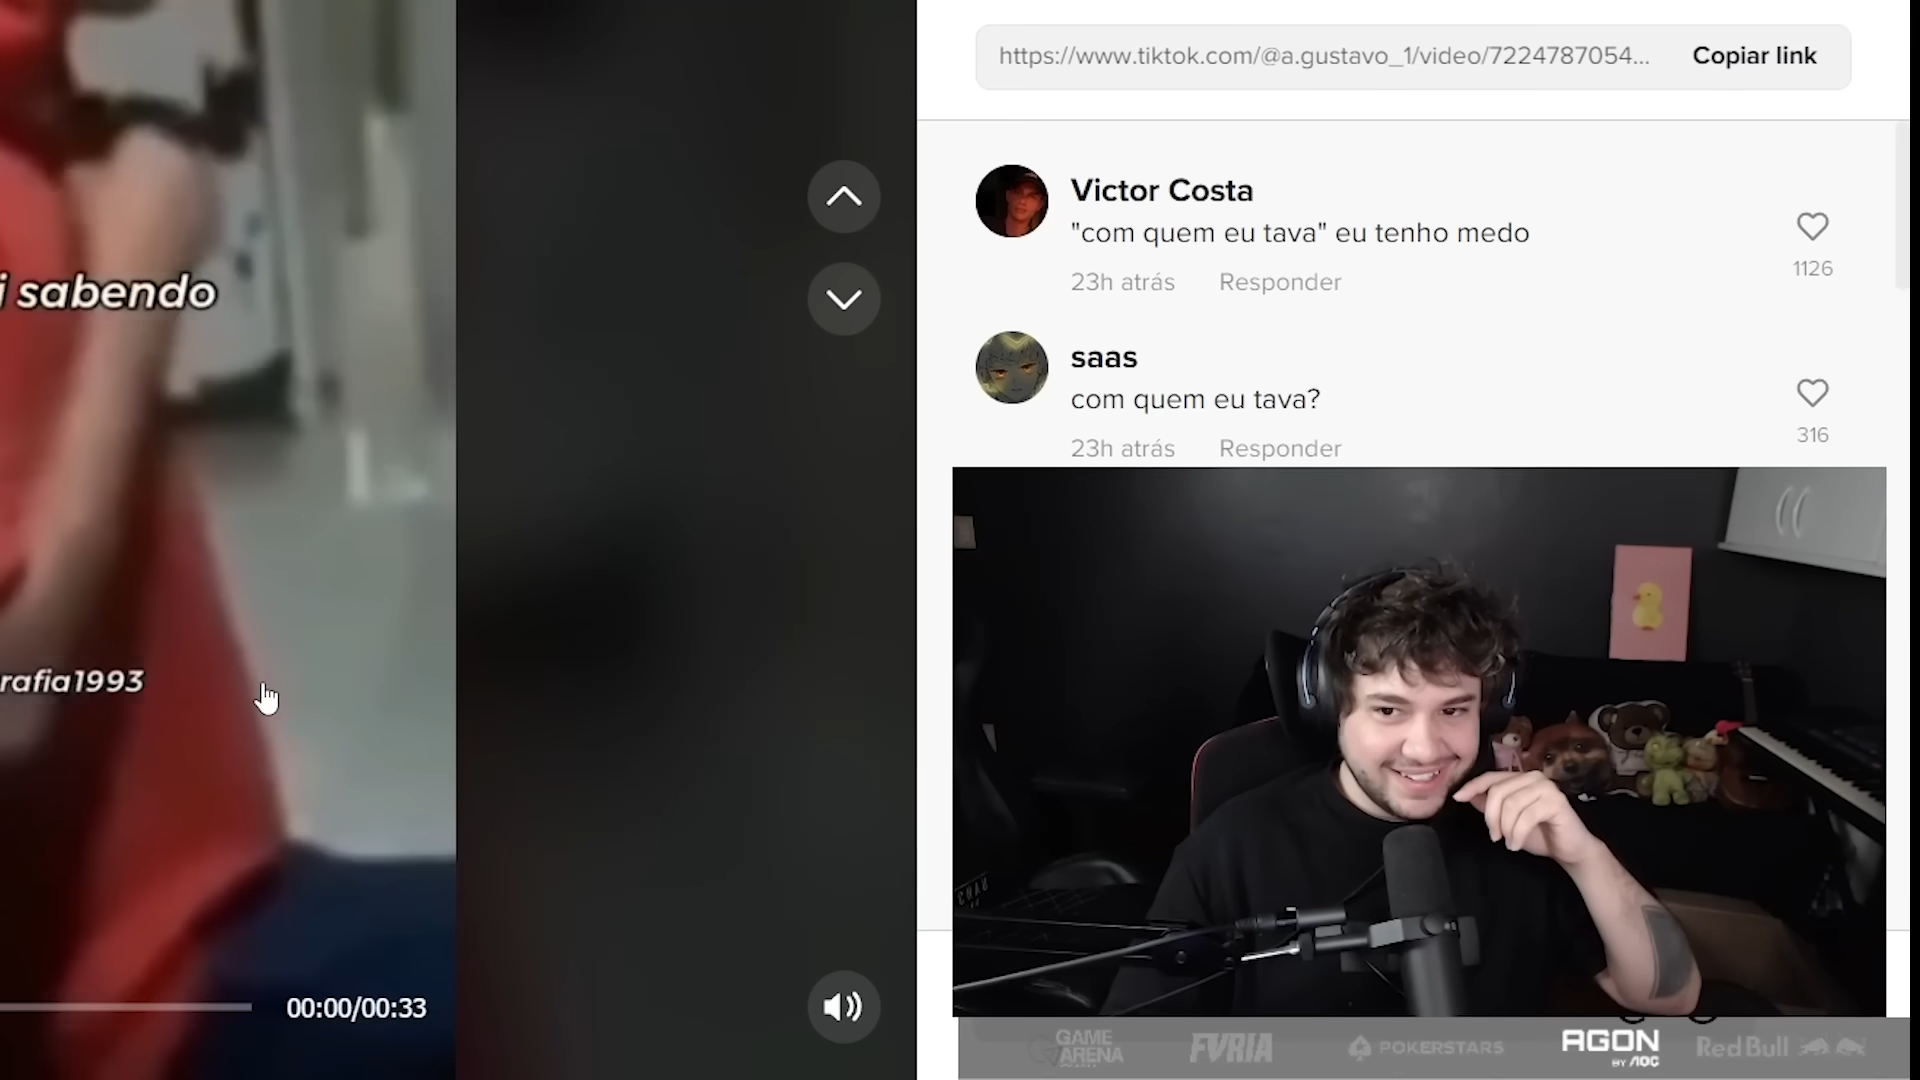 i sabendo
rafia1993
00:00/00:33
https://www.tiktok.com/@a.gustavo_1/video/7224787054...
Copiar link
Victor Costa
"com quem eu tava" eu tenho medo
23h atrás Responder
1126
saas
com quem eu tava?
23h atrás Responder
316
GAME ARENA
FURIA
POKERSTARS
AGON
BY AOC
Red Bull